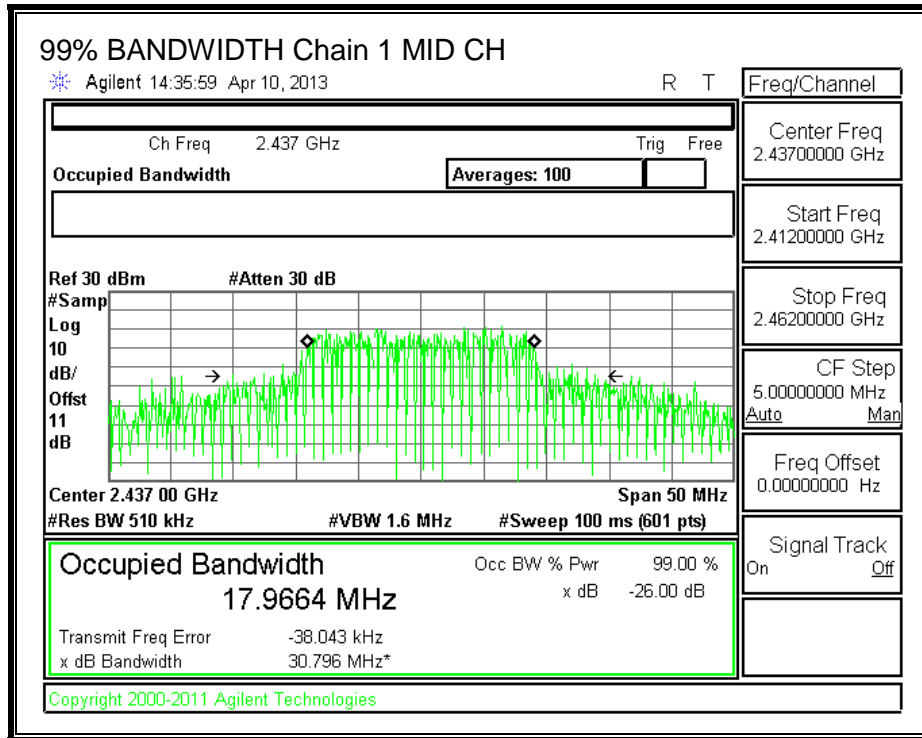 99% BANDWIDTH Chain 1 MID CH
Agilent 14:35:59 Apr 10, 2013 R T
Freq/Channel
Ch Freq 2.437 GHz Trig Free
Occupied Bandwidth Averages: 100
Center Freq
2.43700000 GHz
Start Freq
2.41200000 GHz
Ref 30 dBm #Atten 30 dB
#Samp
Log
10
dB/
Offst
11
dB
Stop Freq
2.46200000 GHz
CF Step
5.00000000 MHz
Auto Man
Center 2.437 00 GHz Span 50 MHz
#Res BW 510 kHz #VBW 1.6 MHz #Sweep 100 ms (601 pts)
Freq Offset
0.00000000 Hz
Occupied Bandwidth Occ BW % Pwr 99.00 %
17.9664 MHz x dB -26.00 dB
Transmit Freq Error -38.043 kHz
x dB Bandwidth 30.796 MHz*
Signal Track
On Off
Copyright 2000-2011 Agilent Technologies